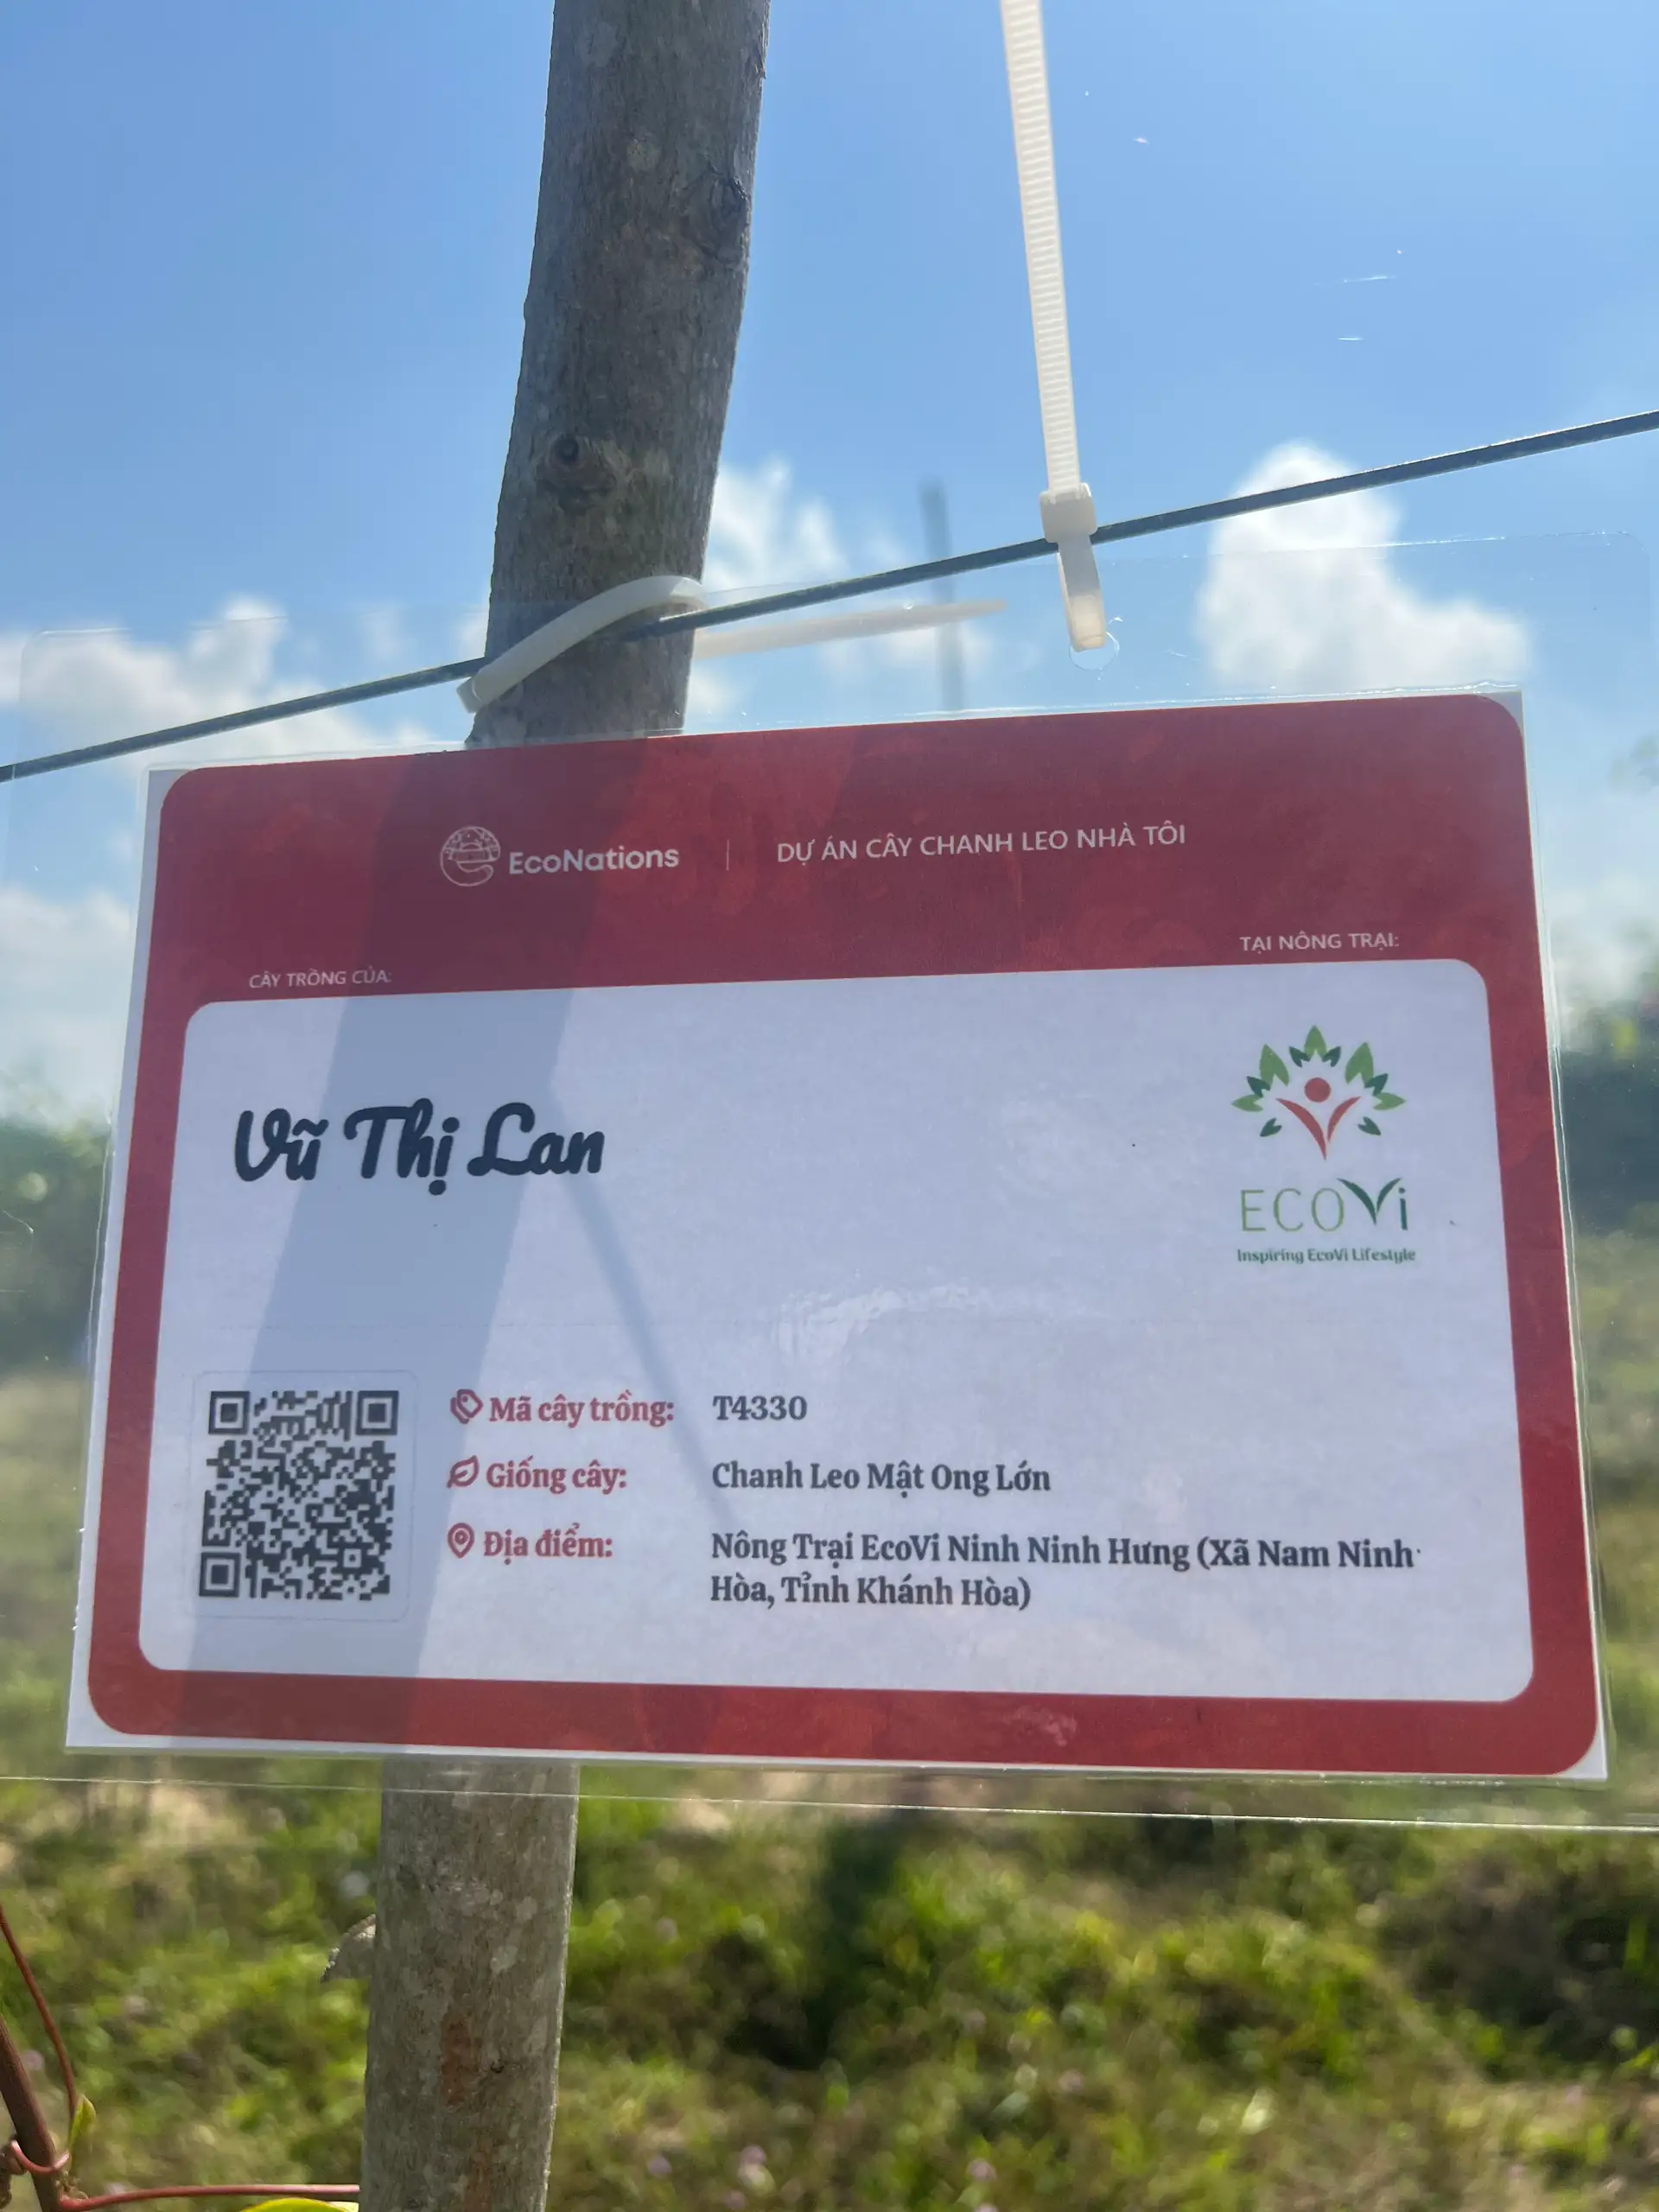 EcoNations | DỰ ÁN CÂY CHANH LEO NHÀ TÔI
CÂY TRỒNG CỦA:
TẠI NÔNG TRẠI:
Vũ Thị Lan
ECOVi
Inspiring EcoVi Lifestyle
Mã cây trồng: T4330
Giống cây: Chanh Leo Mật Ong Lớn
Địa điểm: Nông Trại EcoVi Ninh Ninh Hưng (Xã Nam Ninh
Hòa, Tỉnh Khánh Hòa)